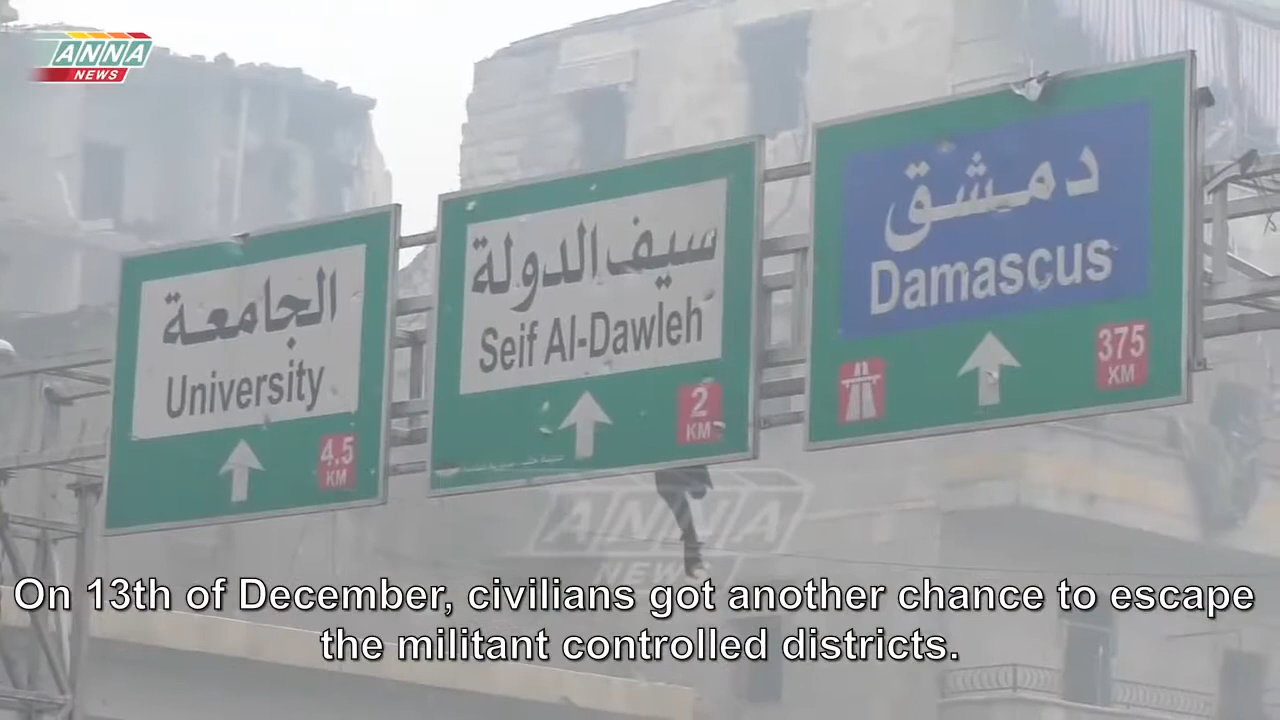 ANNA
NEWS
الجامعة
University
4.5
KM
سيف الدولة
Seif Al-Dawleh
2
KM
دمشق
Damascus
375
KM
ANNA
NEWS
On 13th of December, civilians got another chance to escape
the militant controlled districts.